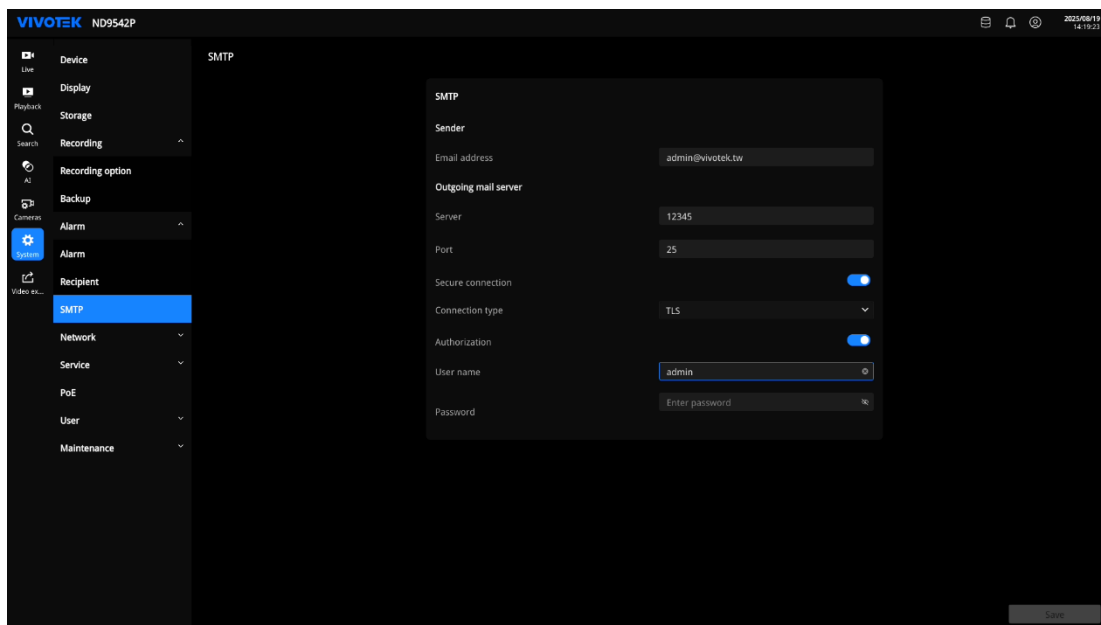 VIVOTEK ND9542P
2025/08/19
14:19:23
Live
Playback
Search
AI
Cameras
System
Video ex...
Device
Display
Storage
Recording
Recording option
Backup
Alarm
Alarm
Recipient
SMTP
Network
Service
PoE
User
Maintenance
SMTP
SMTP
Sender
Email address admin@vivotek.tw
Outgoing mail server
Server 12345
Port 25
Secure connection
Connection type TLS
Authorization
User name admin
Password Enter password
Save